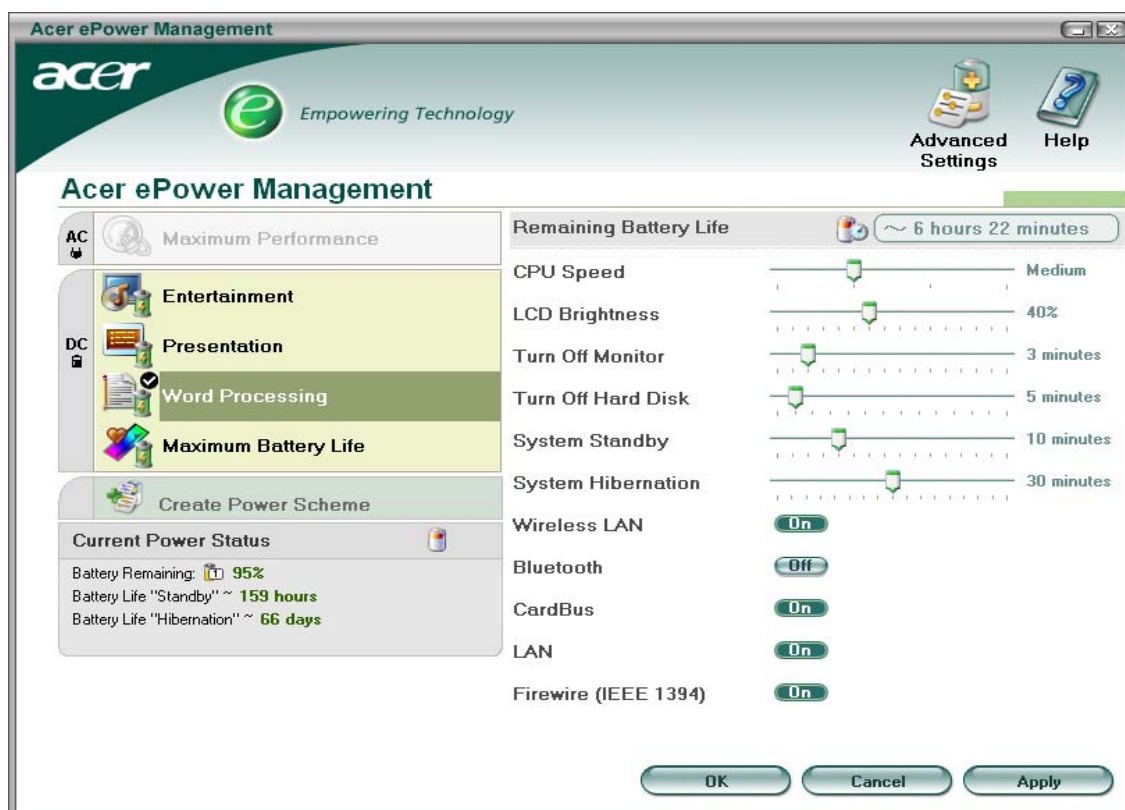 Acer ePower Management
acer
e Empowering Technology
Advanced Settings
Help
Acer ePower Management
AC
Maximum Performance
DC
Entertainment
Presentation
Word Processing
Maximum Battery Life
Create Power Scheme
Current Power Status
Battery Remaining: 95%
Battery Life "Standby" ~ 159 hours
Battery Life "Hibernation" ~ 66 days
Remaining Battery Life ~ 6 hours 22 minutes
CPU Speed Medium
LCD Brightness 40%
Turn Off Monitor 3 minutes
Turn Off Hard Disk 5 minutes
System Standby 10 minutes
System Hibernation 30 minutes
Wireless LAN On
Bluetooth Off
CardBus On
LAN On
Firewire (IEEE 1394) On
OK Cancel Apply